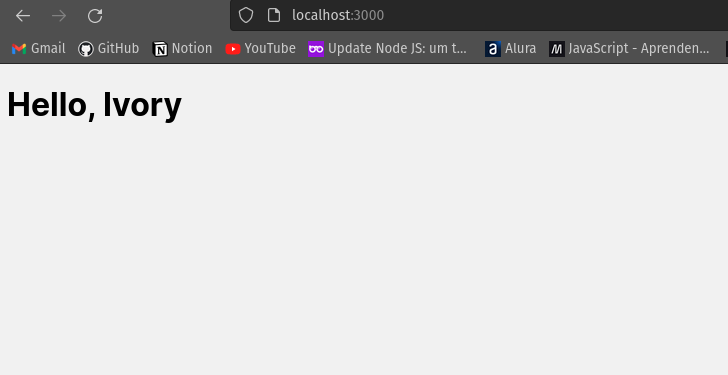 localhost:3000
Gmail GitHub Notion YouTube Update Node JS: um t... Alura JavaScript - Aprenden...
Hello, Ivory